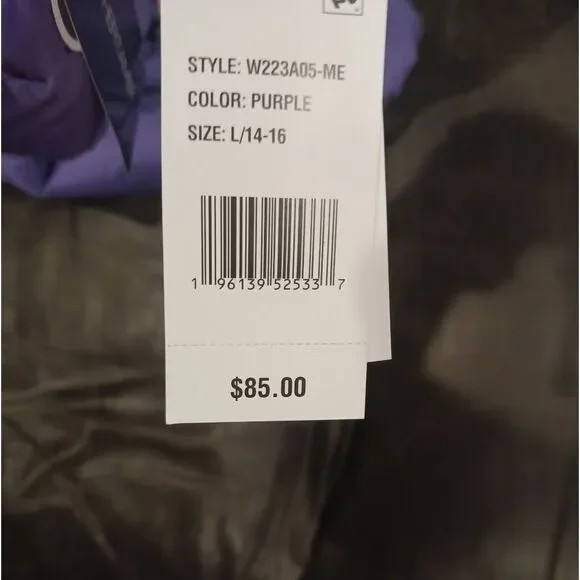 STYLE: W223A05-ME
COLOR: PURPLE
SIZE: L/14-16
1 96139 52533 7
$85.00